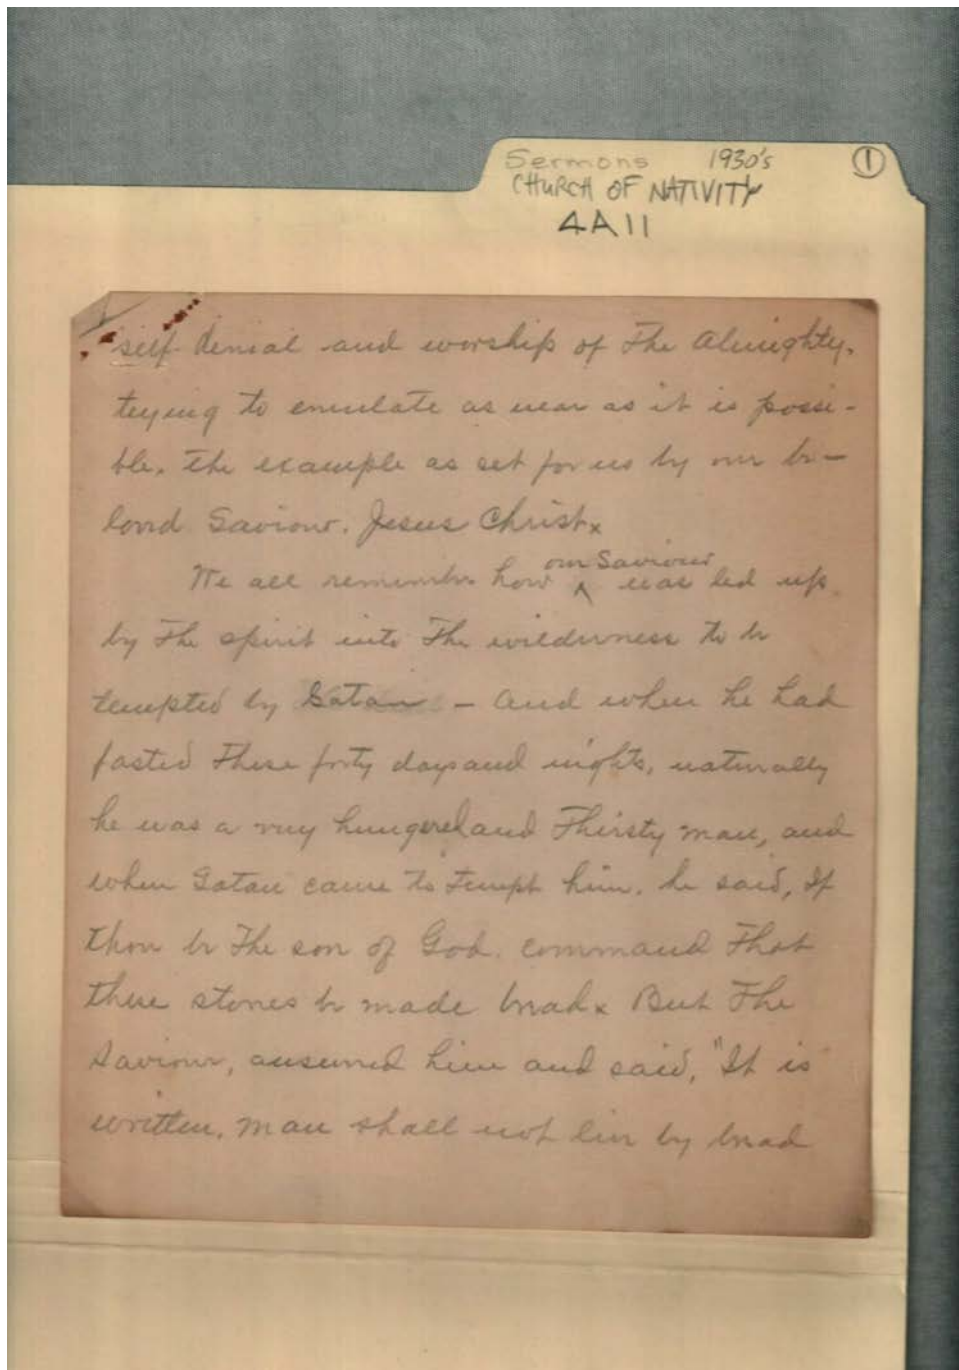 Sermons 1930's ①
CHURCH OF NATIVITY
4A11
self denial and worship of The Almighty.
trying to emulate as near as it is possi-
ble. the example as set for us by our be-
loved Saviour. Jesus Christ x
our Saviour
We all remember how ^ was led up
by The spirit into The wilderness to be
tempted by Satan - and when he had
fasted These forty days and nights, naturally
he was a very hungered and Thirsty man, and
when Satan came to tempt him. he said, If
thou be The son of God. command That
these stones be made bread x But The
Saviour, answered him and said, "It is
written. man shall not live by bread